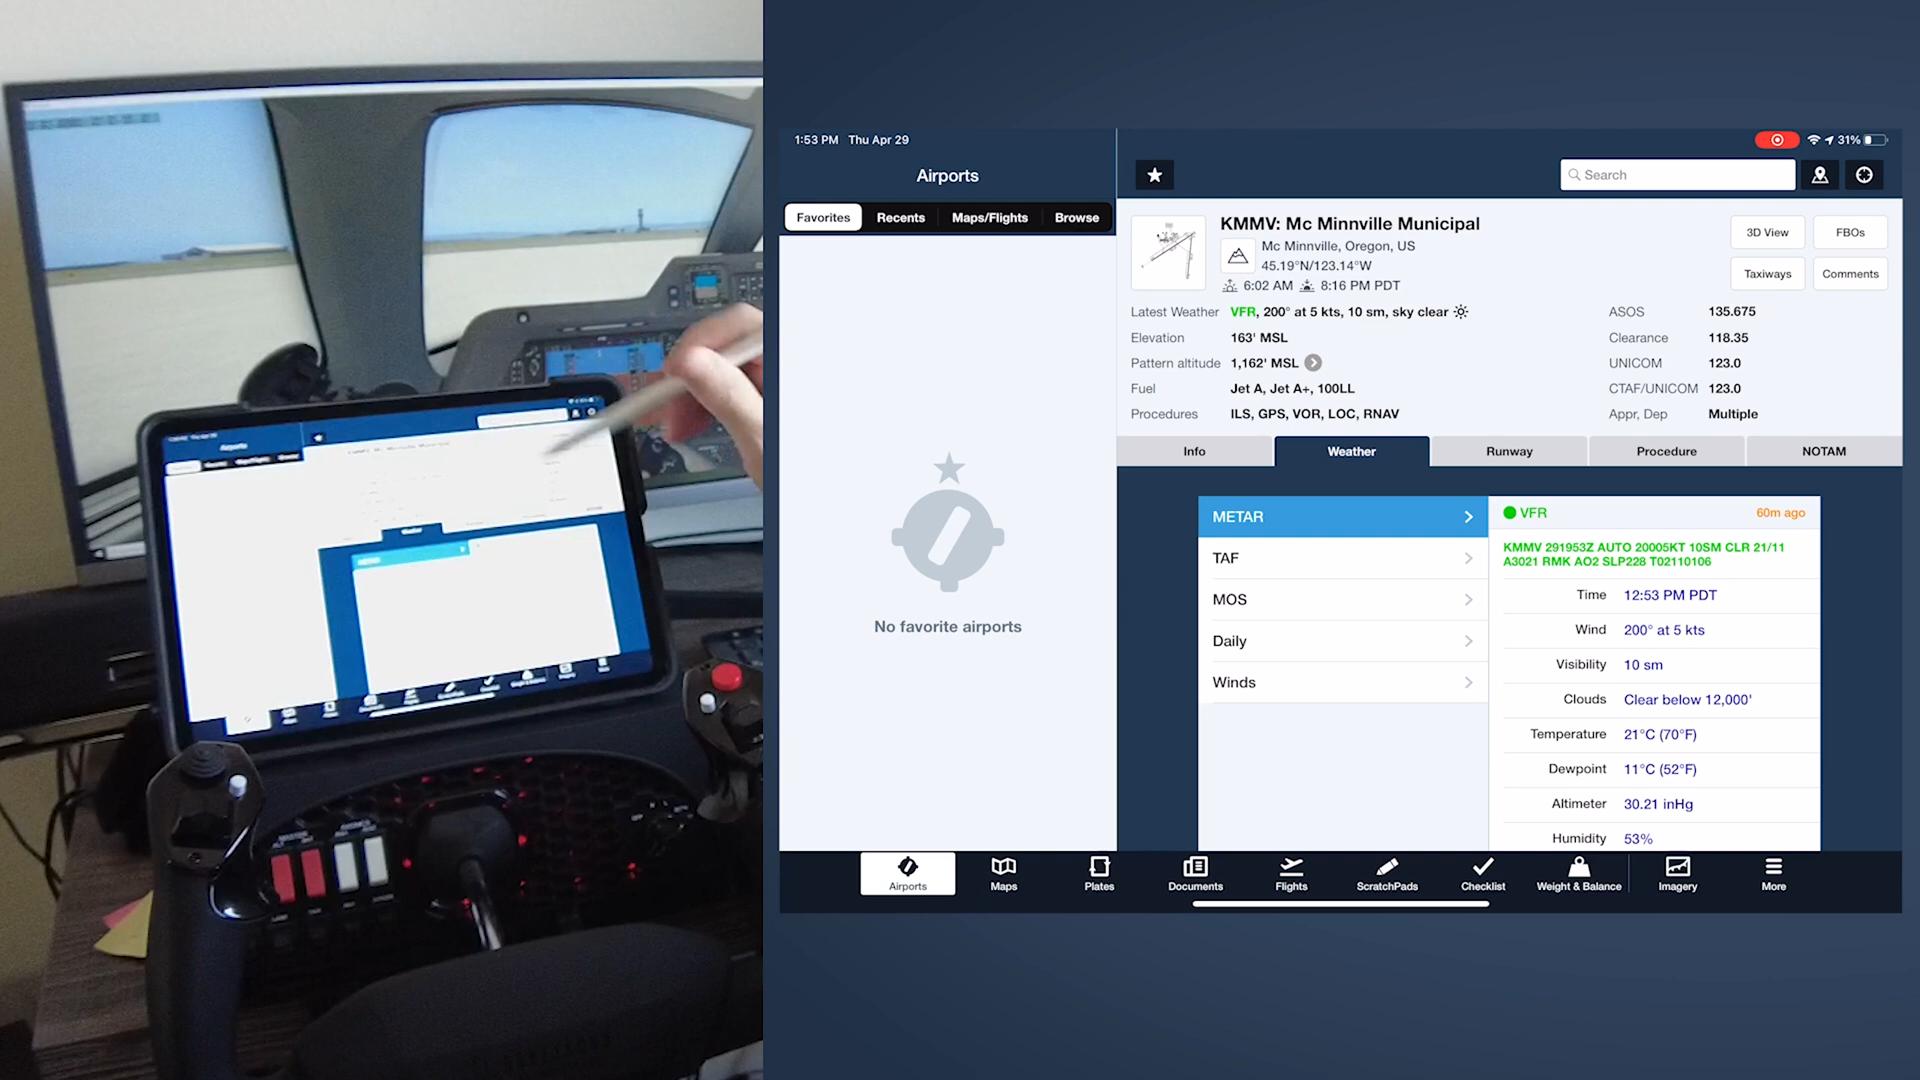 1:53 PM Thu Apr 29
31%
Airports
Search
Favorites Recents Maps/Flights Browse
No favorite airports
KMMV: Mc Minnville Municipal
Mc Minnville, Oregon, US
45.19°N/123.14°W
6:02 AM 8:16 PM PDT
3D View FBOs
Taxiways Comments
Latest Weather VFR, 200° at 5 kts, 10 sm, sky clear
Elevation 163' MSL
Pattern altitude 1,162' MSL
Fuel Jet A, Jet A+, 100LL
Procedures ILS, GPS, VOR, LOC, RNAV
ASOS 135.675
Clearance 118.35
UNICOM 123.0
CTAF/UNICOM 123.0
Appr, Dep Multiple
Info Weather Runway Procedure NOTAM
METAR
TAF
MOS
Daily
Winds
VFR 60m ago
KMMV 291953Z AUTO 20005KT 10SM CLR 21/11
A3021 RMK AO2 SLP228 T02110106
Time 12:53 PM PDT
Wind 200° at 5 kts
Visibility 10 sm
Clouds Clear below 12,000'
Temperature 21°C (70°F)
Dewpoint 11°C (52°F)
Altimeter 30.21 inHg
Humidity 53%
Airports Maps Plates Documents Flights ScratchPads Checklist Weight & Balance Imagery More